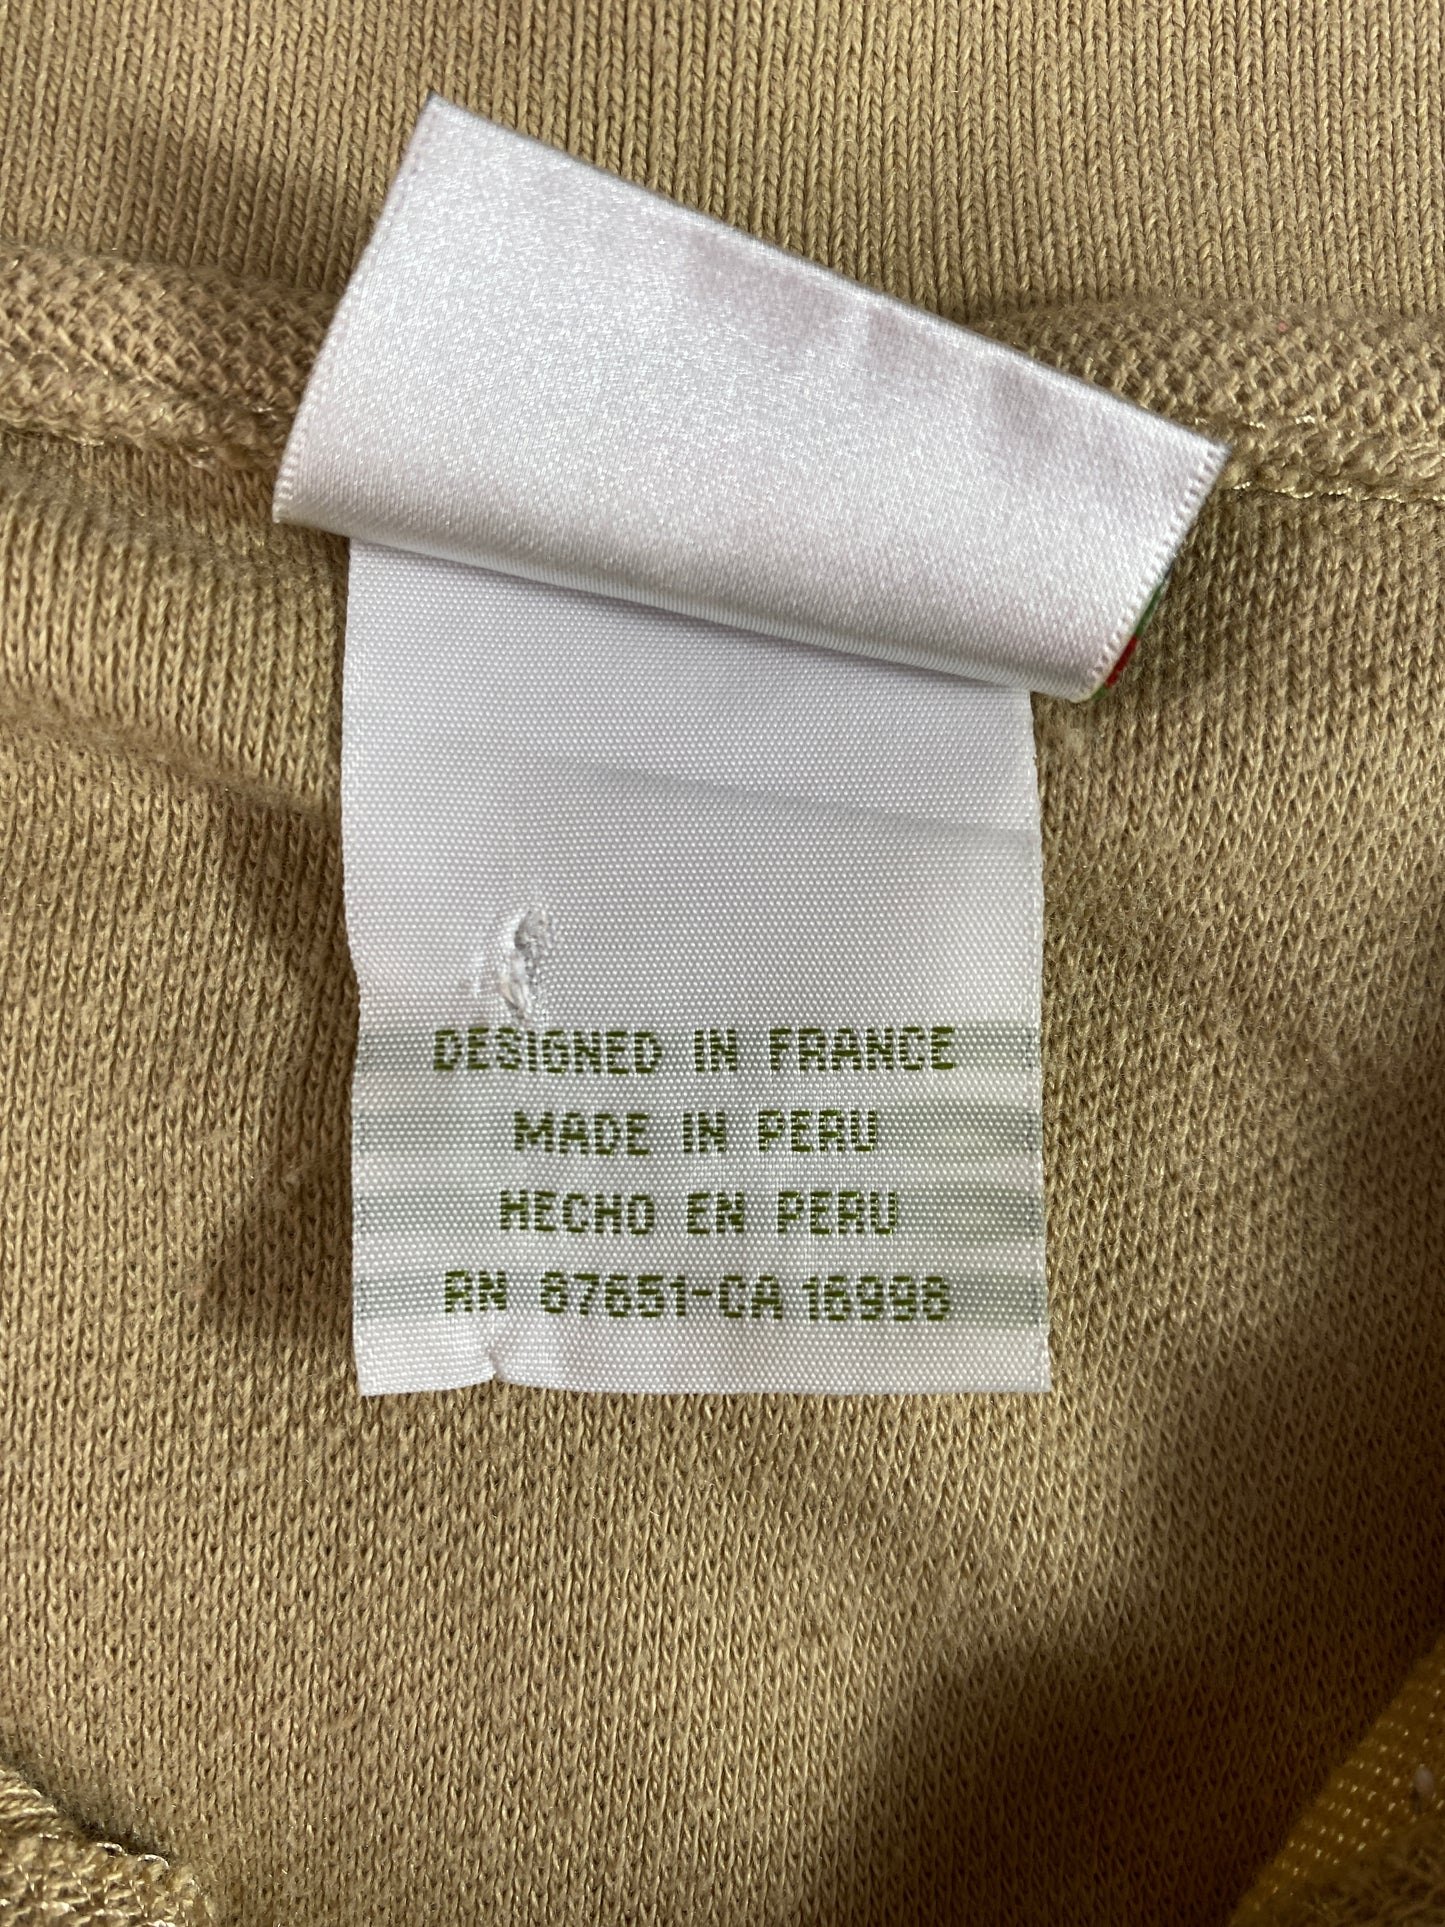 DESIGNED IN FRANCE
MADE IN PERU
HECHO EN PERU
RN 87651-CA 16998